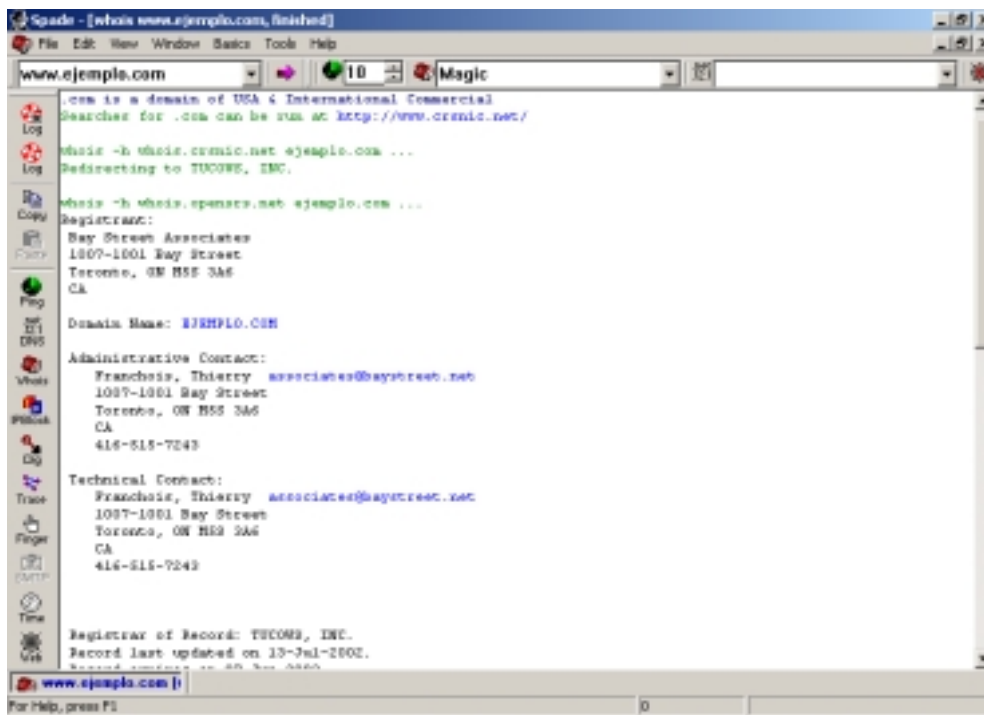 Spade - [whois www.ejemplo.com, finished]
File Edit View Window Basics Tools Help
www.ejemplo.com 10 Magic
.com is a domain of USA & International Commercial
Searches for .com can be run at http://www.crsnic.net/
whois -h whois.crsnic.net ejemplo.com ...
Redirecting to TUCOWS, INC.
whois -h whois.opensrs.net ejemplo.com ...
Registrant:
Bay Street Associates
1007-1001 Bay Street
Toronto, ON M5S 3A6
CA
Domain Name: EJEMPLO.COM
Administrative Contact:
Franchois, Thierry associates@baystreet.net
1007-1001 Bay Street
Toronto, ON M5S 3A6
CA
416-515-7243
Technical Contact:
Franchois, Thierry associates@baystreet.net
1007-1001 Bay Street
Toronto, ON M5S 3A6
CA
416-515-7243
Registrar of Record: TUCOWS, INC.
Record last updated on 13-Jul-2002.
Log
Log
Copy
Paste
Ping
DNS
Whois
IPBlock
Dig
Trace
Finger
SMTP
Time
Web
www.ejemplo.com
For Help, press F1
0